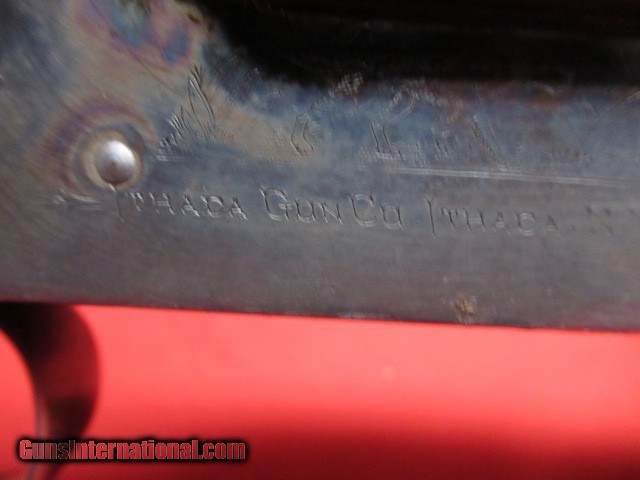 Ithaca Gun Co Ithaca. N
GunsInternational.com